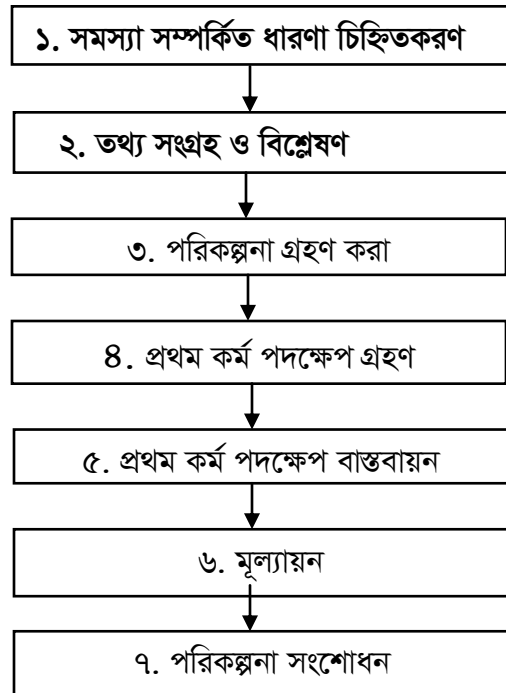 ১. সমস্যা সম্পর্কিত ধারণা চিহ্নিতকরণ
২. তথ্য সংগ্রহ ও বিশ্লেষণ
৩. পরিকল্পনা গ্রহণ করা
৪. প্রথম কর্ম পদক্ষেপ গ্রহণ
৫. প্রথম কর্ম পদক্ষেপ বাস্তবায়ন
৬. মূল্যায়ন
৭. পরিকল্পনা সংশোধন